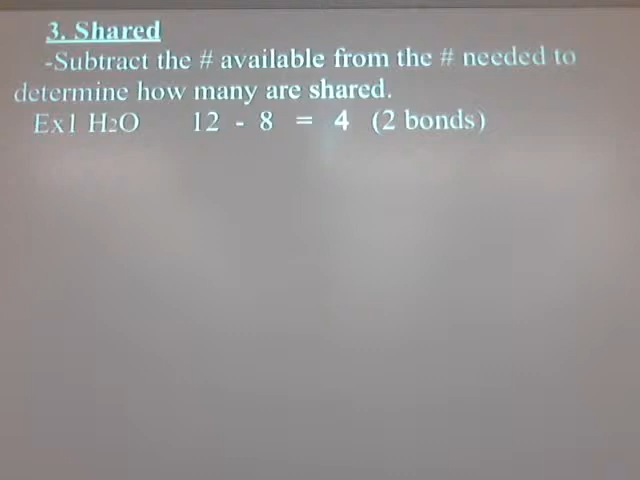 3. Shared
-Subtract the # available from the # needed to
determine how many are shared.
Ex1 H2O 12 - 8 = 4 (2 bonds)